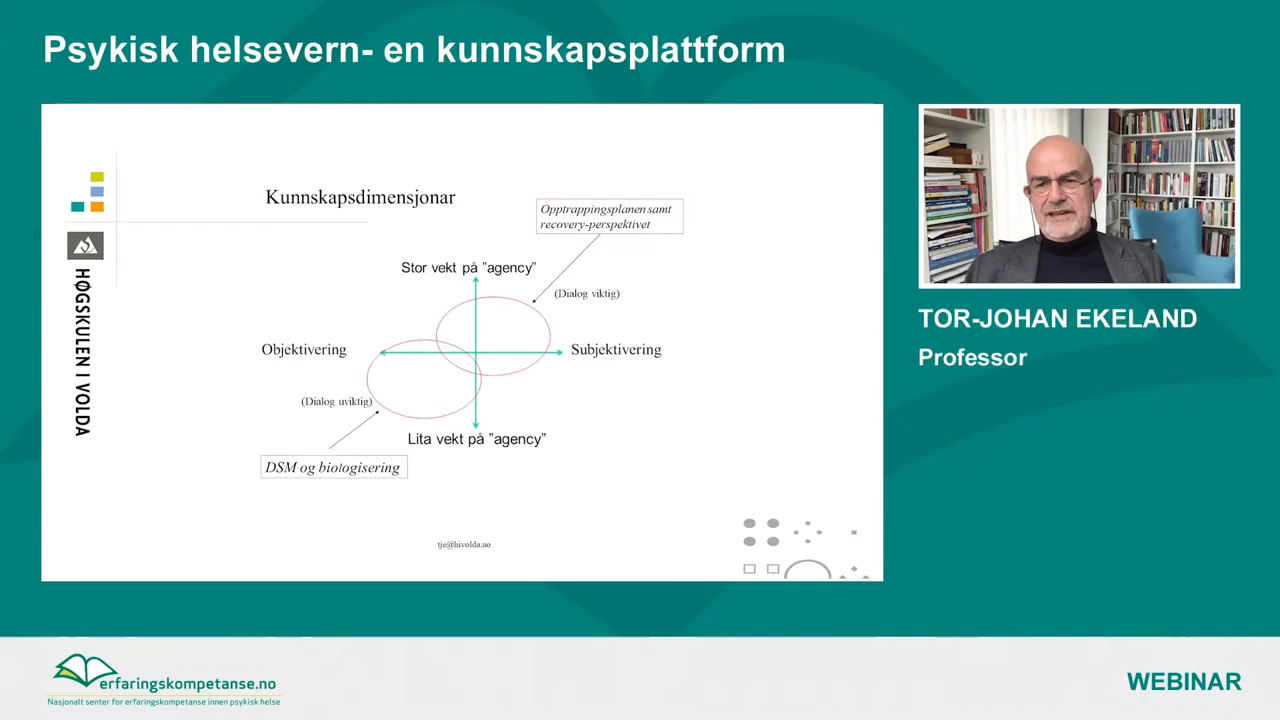 Psykisk helsevern- en kunnskapsplattform
HØGSKULEN I VOLDA
Kunnskapsdimensjonar
Opptrappingsplanen samt
recovery-perspektivet
Stor vekt på ”agency”
(Dialog viktig)
Objektivering
Subjektivering
(Dialog uviktig)
Lita vekt på ”agency”
DSM og biologisering
tje@hivolda.no
TOR-JOHAN EKELAND
Professor
erfaringskompetanse.no
Nasjonalt senter for erfaringskompetanse innen psykisk helse
WEBINAR